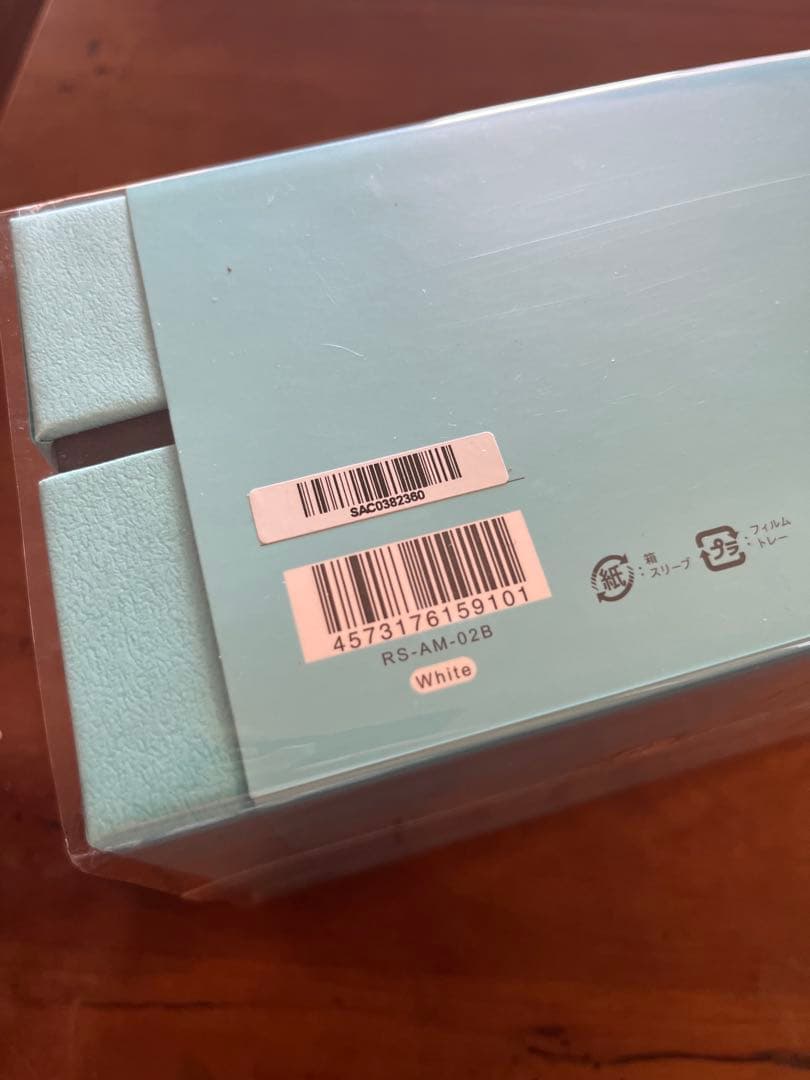 SAC0382360
4573176159101
RS-AM-02B
White
紙 : 箱
スリーブ
プラ : フィルム
トレー